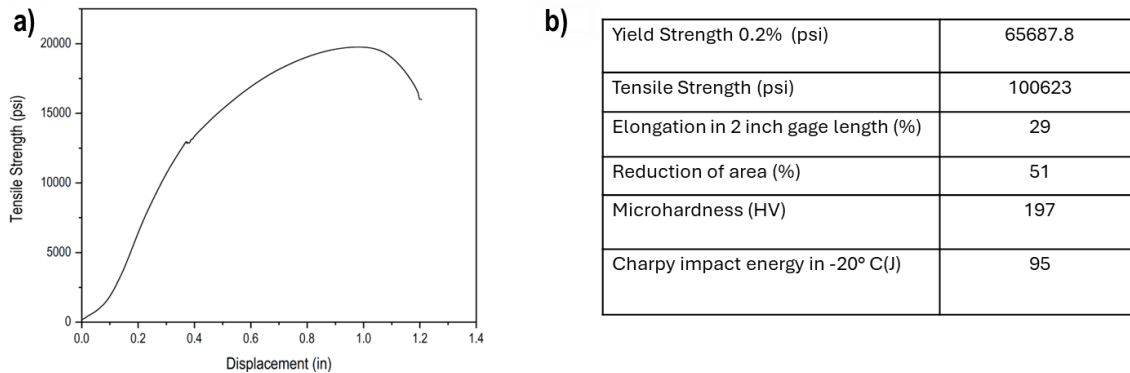 a)
Tensile Strength (psi)
20000
15000
10000
5000
0
0.0 0.2 0.4 0.6 0.8 1.0 1.2 1.4
Displacement (in)
b)
Yield Strength 0.2% (psi) 65687.8
Tensile Strength (psi) 100623
Elongation in 2 inch gage length (%) 29
Reduction of area (%) 51
Microhardness (HV) 197
Charpy impact energy in -20° C(J) 95